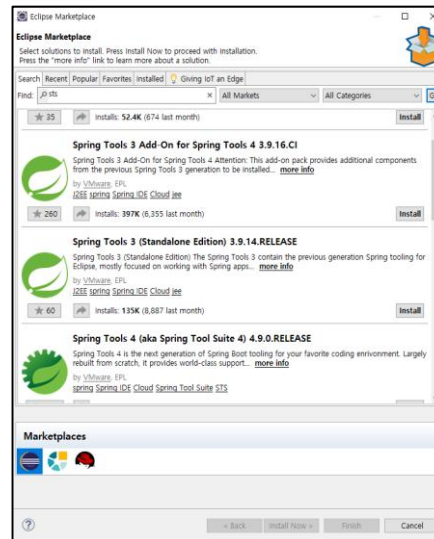 Eclipse Marketplace
Eclipse Marketplace
Select solutions to install. Press Install Now to proceed with installation.
Press the "more info" link to learn more about a solution.
Search Recent Popular Favorites Installed Giving IoT an Edge
Find: sts All Markets All Categories
35 Installs: 52.4K (674 last month) Install
Spring Tools 3 Add-On for Spring Tools 4 3.9.16.CI
Spring Tools 3 Add-On for Spring Tools 4 Attention: This add-on pack provides additional components
from the previous Spring Tools 3 generation to be installed... more info
by VMware, EPL
J2EE spring Spring IDE Cloud jee
260 Installs: 397K (6,355 last month) Install
Spring Tools 3 (Standalone Edition) 3.9.14.RELEASE
Spring Tools 3 (Standalone Edition) The Spring Tools 3 contain the previous generation Spring tooling for
Eclipse, mostly focused on working with Spring apps... more info
by VMware, EPL
J2EE spring Spring IDE Cloud jee
60 Installs: 135K (8,887 last month) Install
Spring Tools 4 (aka Spring Tool Suite 4) 4.9.0.RELEASE
Spring Tools 4 is the next generation of Spring Boot tooling for your favorite coding enrivonment. Largely
rebuilt from scratch, it provides world-class support... more info
by VMware, EPL
spring Spring IDE Cloud Spring Tool Suite STS
Marketplaces
< Back Install Now > Finish Cancel